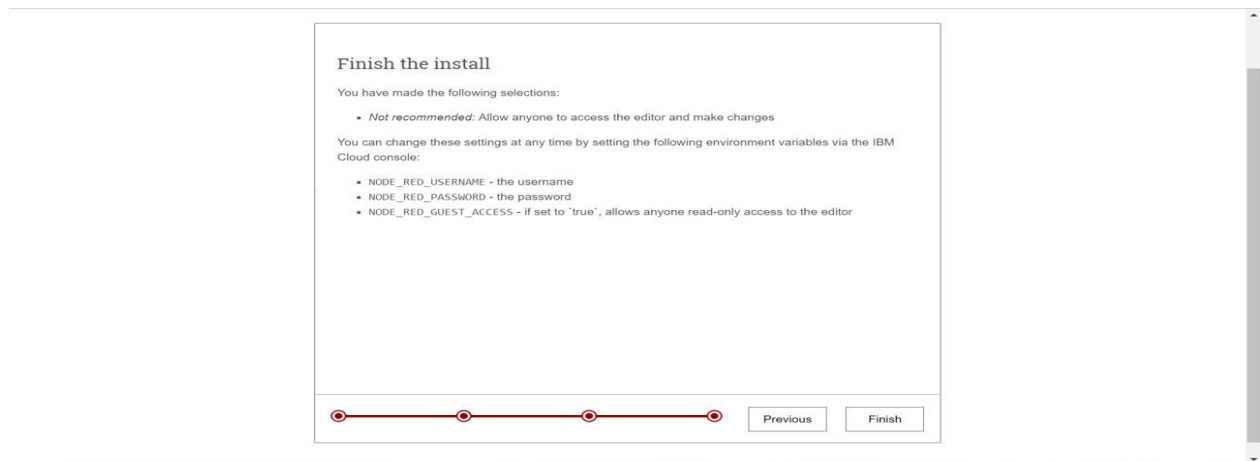 Finish the install
You have made the following selections:
• Not recommended: Allow anyone to access the editor and make changes
You can change these settings at any time by setting the following environment variables via the IBM
Cloud console:
• NODE_RED_USERNAME - the username
• NODE_RED_PASSWORD - the password
• NODE_RED_GUEST_ACCESS - if set to `true`, allows anyone read-only access to the editor
Previous
Finish